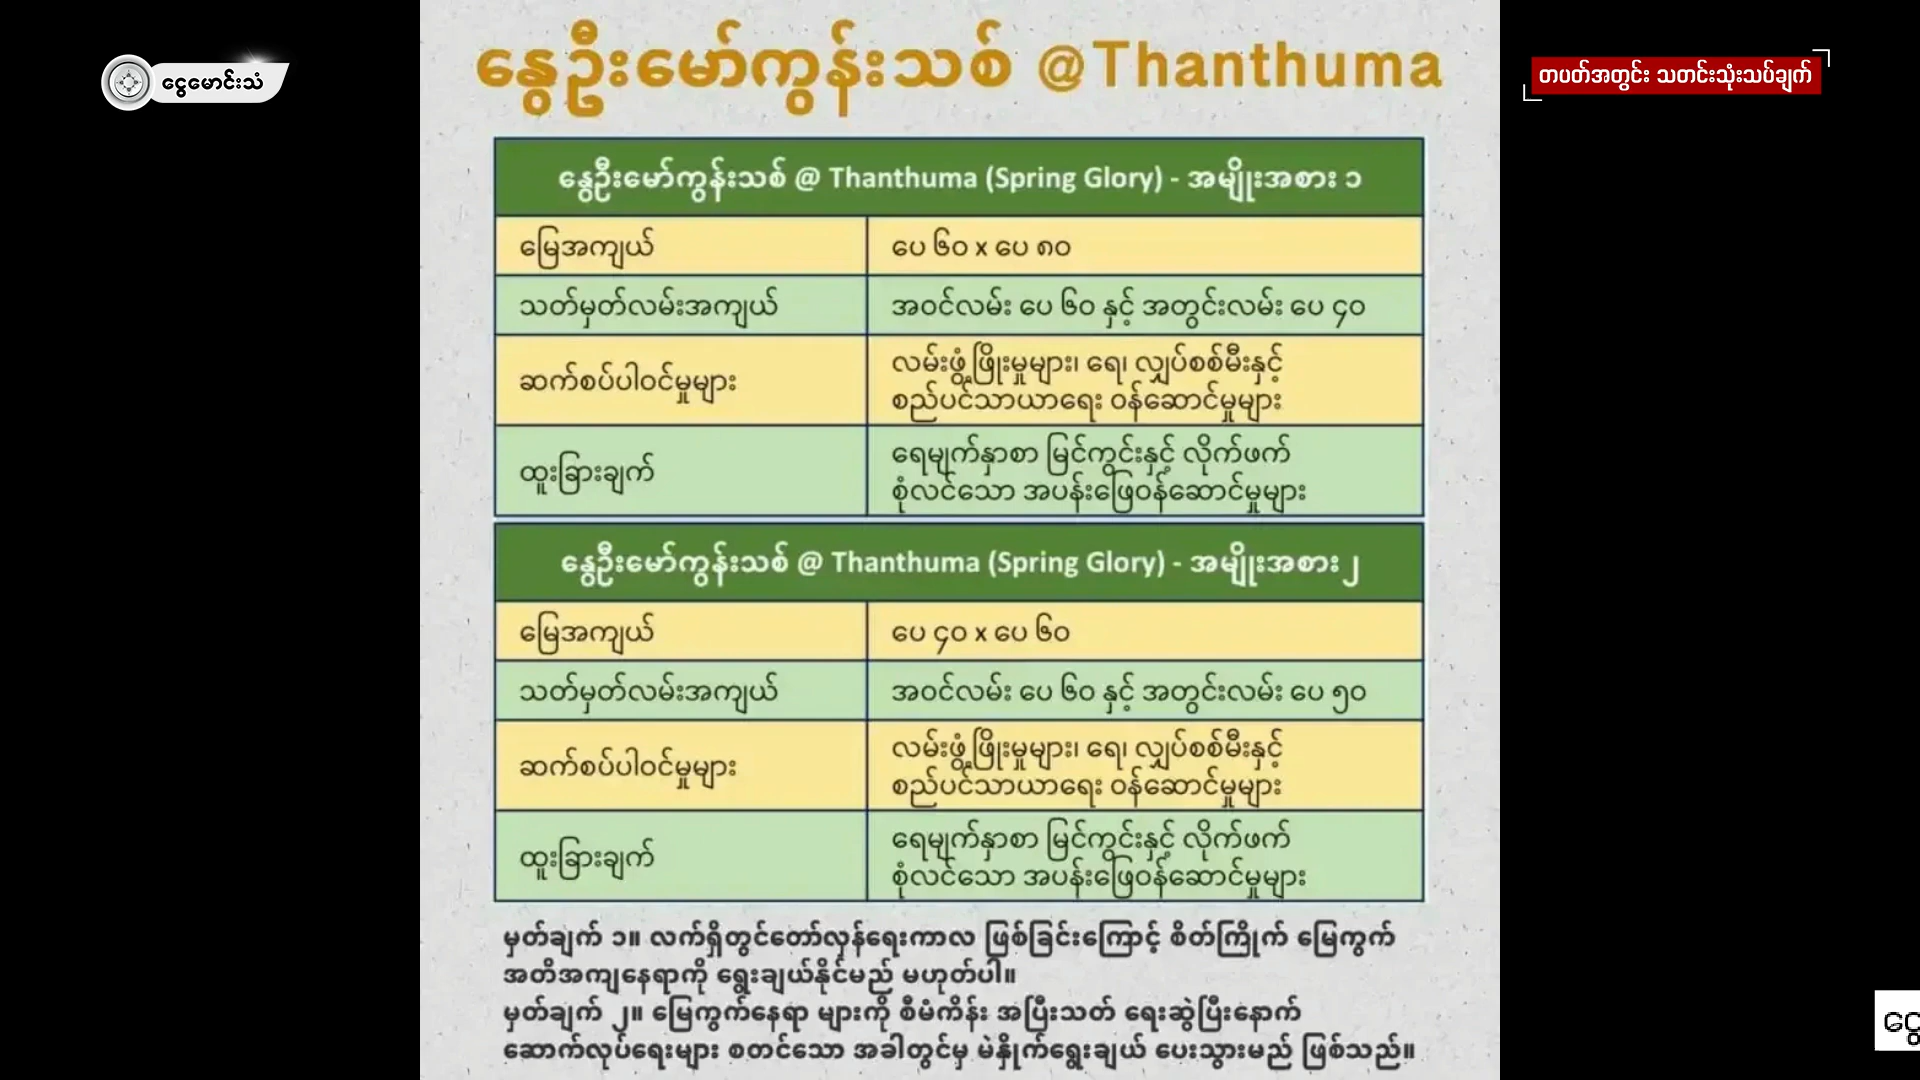 ငွေမောင်းသံ
တပတ်အတွင်း သတင်းသုံးသပ်ချက်
နွေဦးမော်ကွန်းသစ် @Thanthuma
နွေဦးမော်ကွန်းသစ် @ Thanthuma (Spring Glory) - အမျိုးအစား ၁
မြေအကျယ်
ပေ ၆၀ x ပေ ၈၀
သတ်မှတ်လမ်းအကျယ်
အဝင်လမ်း ပေ ၆၀ နှင့် အတွင်းလမ်း ပေ ၄၀
ဆက်စပ်ပါဝင်မှုများ
လမ်းဖွံ့ဖြိုးမှုများ၊ ရေ၊ လျှပ်စစ်မီးနှင့်
စည်ပင်သာယာရေး ဝန်ဆောင်မှုများ
ထူးခြားချက်
ရေမျက်နှာစာ မြင်ကွင်းနှင့် လိုက်ဖက်
စုံလင်သော အပန်းဖြေဝန်ဆောင်မှုများ
နွေဦးမော်ကွန်းသစ် @ Thanthuma (Spring Glory) - အမျိုးအစား ၂
မြေအကျယ်
ပေ ၄၀ x ပေ ၆၀
သတ်မှတ်လမ်းအကျယ်
အဝင်လမ်း ပေ ၆၀ နှင့် အတွင်းလမ်း ပေ ၅၀
ဆက်စပ်ပါဝင်မှုများ
လမ်းဖွံ့ဖြိုးမှုများ၊ ရေ၊ လျှပ်စစ်မီးနှင့်
စည်ပင်သာယာရေး ဝန်ဆောင်မှုများ
ထူးခြားချက်
ရေမျက်နှာစာ မြင်ကွင်းနှင့် လိုက်ဖက်
စုံလင်သော အပန်းဖြေဝန်ဆောင်မှုများ
မှတ်ချက် ၁။ လက်ရှိတွင်တော်လှန်ရေးကာလ ဖြစ်ခြင်းကြောင့် စိတ်ကြိုက် မြေကွက်
အတိအကျနေရာကို ရွေးချယ်နိုင်မည် မဟုတ်ပါ။
မှတ်ချက် ၂။ မြေကွက်နေရာ များကို စီမံကိန်း အပြီးသတ် ရေးဆွဲပြီးနောက်
ဆောက်လုပ်ရေးများ စတင်သော အခါတွင်မှ မဲနှိုက်ရွေးချယ် ပေးသွားမည် ဖြစ်သည်။